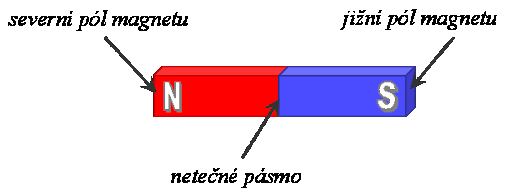 severní pól magnetu
jižní pól magnetu
N
S
netečné pásmo